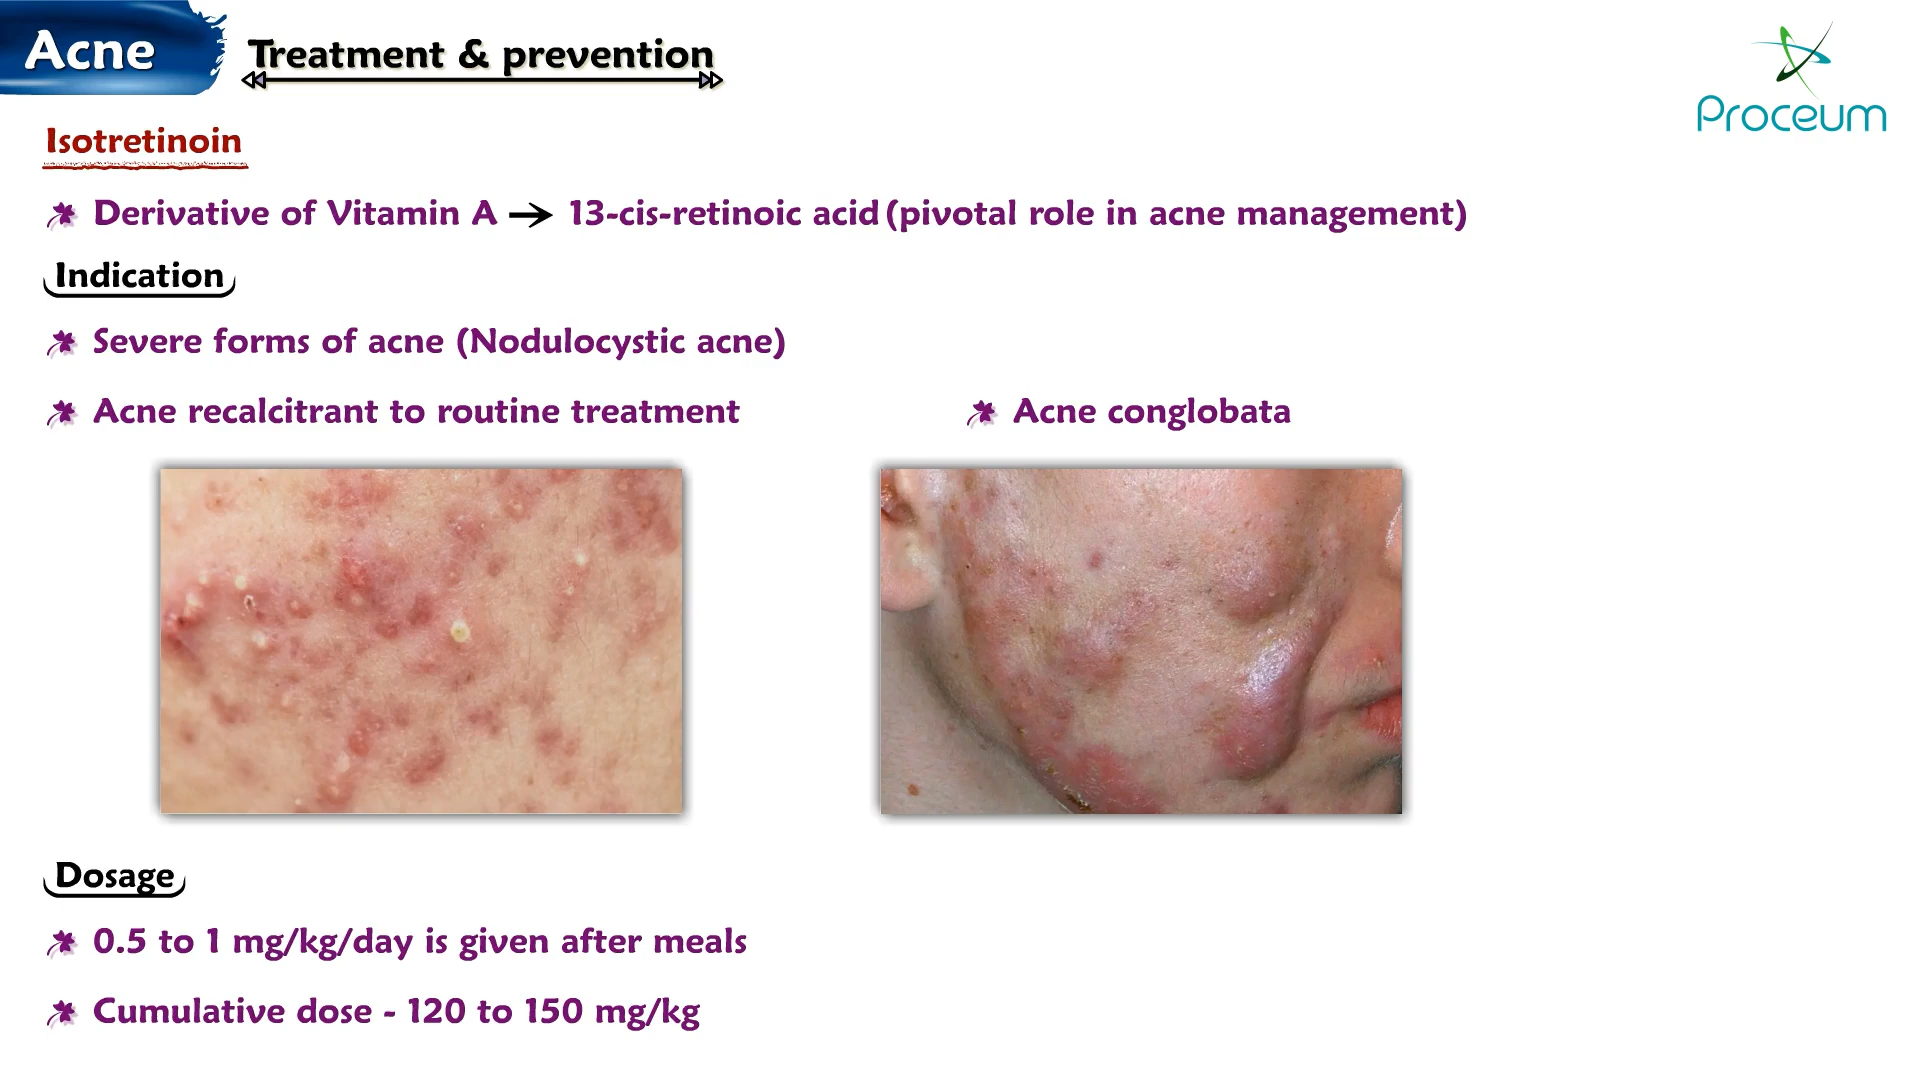 Acne
Treatment & prevention
Proceum
Isotretinoin
Derivative of Vitamin A → 13-cis-retinoic acid (pivotal role in acne management)
Indication
Severe forms of acne (Nodulocystic acne)
Acne recalcitrant to routine treatment
Acne conglobata
Dosage
0.5 to 1 mg/kg/day is given after meals
Cumulative dose - 120 to 150 mg/kg